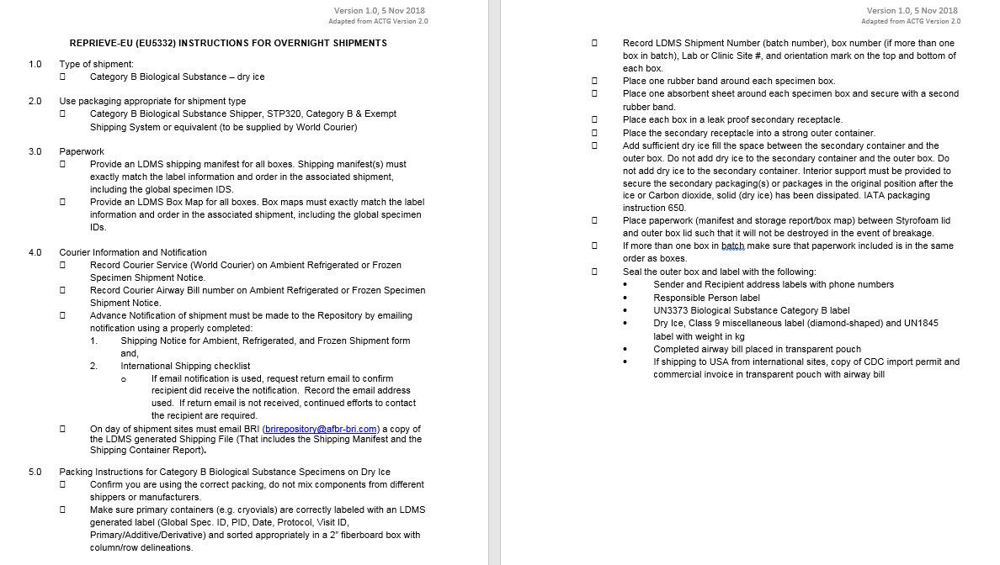 Version 1.0, 5 Nov 2018
Adapted from ACTG Version 2.0
REPRIEVE-EU (EU5332) INSTRUCTIONS FOR OVERNIGHT SHIPMENTS
1.0 Type of shipment:
Category B Biological Substance – dry ice
2.0 Use packaging appropriate for shipment type
Category B Biological Substance Shipper, STP320, Category B & Exempt
Shipping System or equivalent (to be supplied by World Courier)
3.0 Paperwork
Provide an LDMS shipping manifest for all boxes. Shipping manifest(s) must
exactly match the label information and order in the associated shipment,
including the global specimen IDS.
Provide an LDMS Box Map for all boxes. Box maps must exactly match the label
information and order in the associated shipment, including the global specimen
IDs.
4.0 Courier Information and Notification
Record Courier Service (World Courier) on Ambient Refrigerated or Frozen
Specimen Shipment Notice.
Record Courier Airway Bill number on Ambient Refrigerated or Frozen Specimen
Shipment Notice.
Advance Notification of shipment must be made to the Repository by emailing
notification using a properly completed:
1. Shipping Notice for Ambient, Refrigerated, and Frozen Shipment form
and,
2. International Shipping checklist
o If email notification is used, request return email to confirm
recipient did receive the notification. Record the email address
used. If return email is not received, continued efforts to contact
the recipient are required.
On day of shipment sites must email BRI (brirepository@afbr-bri.com) a copy of
the LDMS generated Shipping File (That includes the Shipping Manifest and the
Shipping Container Report).
5.0 Packing Instructions for Category B Biological Substance Specimens on Dry Ice
Confirm you are using the correct packing, do not mix components from different
shippers or manufacturers.
Make sure primary containers (e.g. cryovials) are correctly labeled with an LDMS
generated label (Global Spec. ID, PID, Date, Protocol, Visit ID,
Primary/Additive/Derivative) and sorted appropriately in a 2” fiberboard box with
column/row delineations.
Version 1.0, 5 Nov 2018
Adapted from ACTG Version 2.0
Record LDMS Shipment Number (batch number), box number (if more than one
box in batch), Lab or Clinic Site #, and orientation mark on the top and bottom of
each box.
Place one rubber band around each specimen box.
Place one absorbent sheet around each specimen box and secure with a second
rubber band.
Place each box in a leak proof secondary receptacle.
Place the secondary receptacle into a strong outer container.
Add sufficient dry ice fill the space between the secondary container and the
outer box. Do not add dry ice to the secondary container and the outer box. Do
not add dry ice to the secondary container. Interior support must be provided to
secure the secondary packaging(s) or packages in the original position after the
ice or Carbon dioxide, solid (dry ice) has been dissipated. IATA packaging
instruction 650.
Place paperwork (manifest and storage report/box map) between Styrofoam lid
and outer box lid such that it will not be destroyed in the event of breakage.
If more than one box in batch make sure that paperwork included is in the same
order as boxes.
Seal the outer box and label with the following:
• Sender and Recipient address labels with phone numbers
• Responsible Person label
• UN3373 Biological Substance Category B label
• Dry Ice, Class 9 miscellaneous label (diamond-shaped) and UN1845
label with weight in kg
• Completed airway bill placed in transparent pouch
• If shipping to USA from international sites, copy of CDC import permit and
commercial invoice in transparent pouch with airway bill